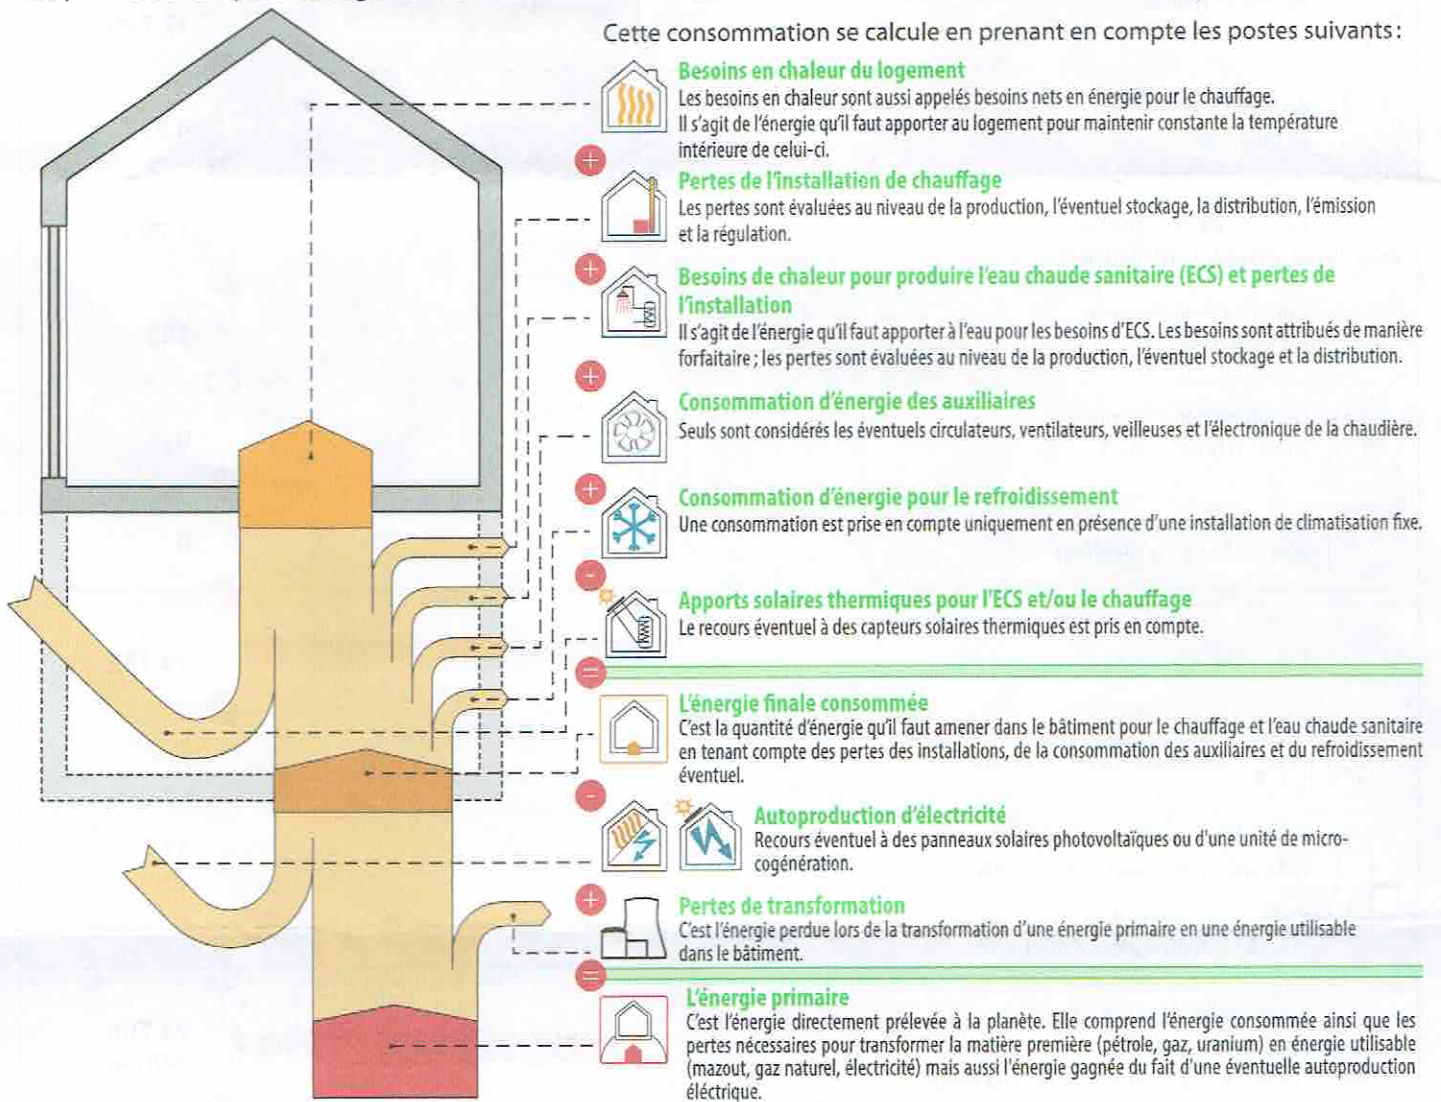 Cette consommation se calcule en prenant en compte les postes suivants :
Besoins en chaleur du logement
Les besoins en chaleur sont aussi appelés besoins nets en énergie pour le chauffage.
Il s'agit de l'énergie qu'il faut apporter au logement pour maintenir constante la température
intérieure de celui-ci.
+
Pertes de l'installation de chauffage
Les pertes sont évaluées au niveau de la production, l'éventuel stockage, la distribution, l'émission
et la régulation.
+
Besoins de chaleur pour produire l'eau chaude sanitaire (ECS) et pertes de
l'installation
Il s'agit de l'énergie qu'il faut apporter à l'eau pour les besoins d'ECS. Les besoins sont attribués de manière
forfaitaire ; les pertes sont évaluées au niveau de la production, l'éventuel stockage et la distribution.
+
Consommation d'énergie des auxiliaires
Seuls sont considérés les éventuels circulateurs, ventilateurs, veilleuses et l'électronique de la chaudière.
+
Consommation d'énergie pour le refroidissement
Une consommation est prise en compte uniquement en présence d'une installation de climatisation fixe.
-
Apports solaires thermiques pour l'ECS et/ou le chauffage
Le recours éventuel à des capteurs solaires thermiques est pris en compte.
=
L'énergie finale consommée
C'est la quantité d'énergie qu'il faut amener dans le bâtiment pour le chauffage et l'eau chaude sanitaire
en tenant compte des pertes des installations, de la consommation des auxiliaires et du refroidissement
éventuel.
-
Autoproduction d'électricité
Recours éventuel à des panneaux solaires photovoltaïques ou d'une unité de micro-
cogénération.
+
Pertes de transformation
C'est l'énergie perdue lors de la transformation d'une énergie primaire en une énergie utilisable
dans le bâtiment.
=
L'énergie primaire
C'est l'énergie directement prélevée à la planète. Elle comprend l'énergie consommée ainsi que les
pertes nécessaires pour transformer la matière première (pétrole, gaz, uranium) en énergie utilisable
(mazout, gaz naturel, électricité) mais aussi l'énergie gagnée du fait d'une éventuelle autoproduction
éléctrique.